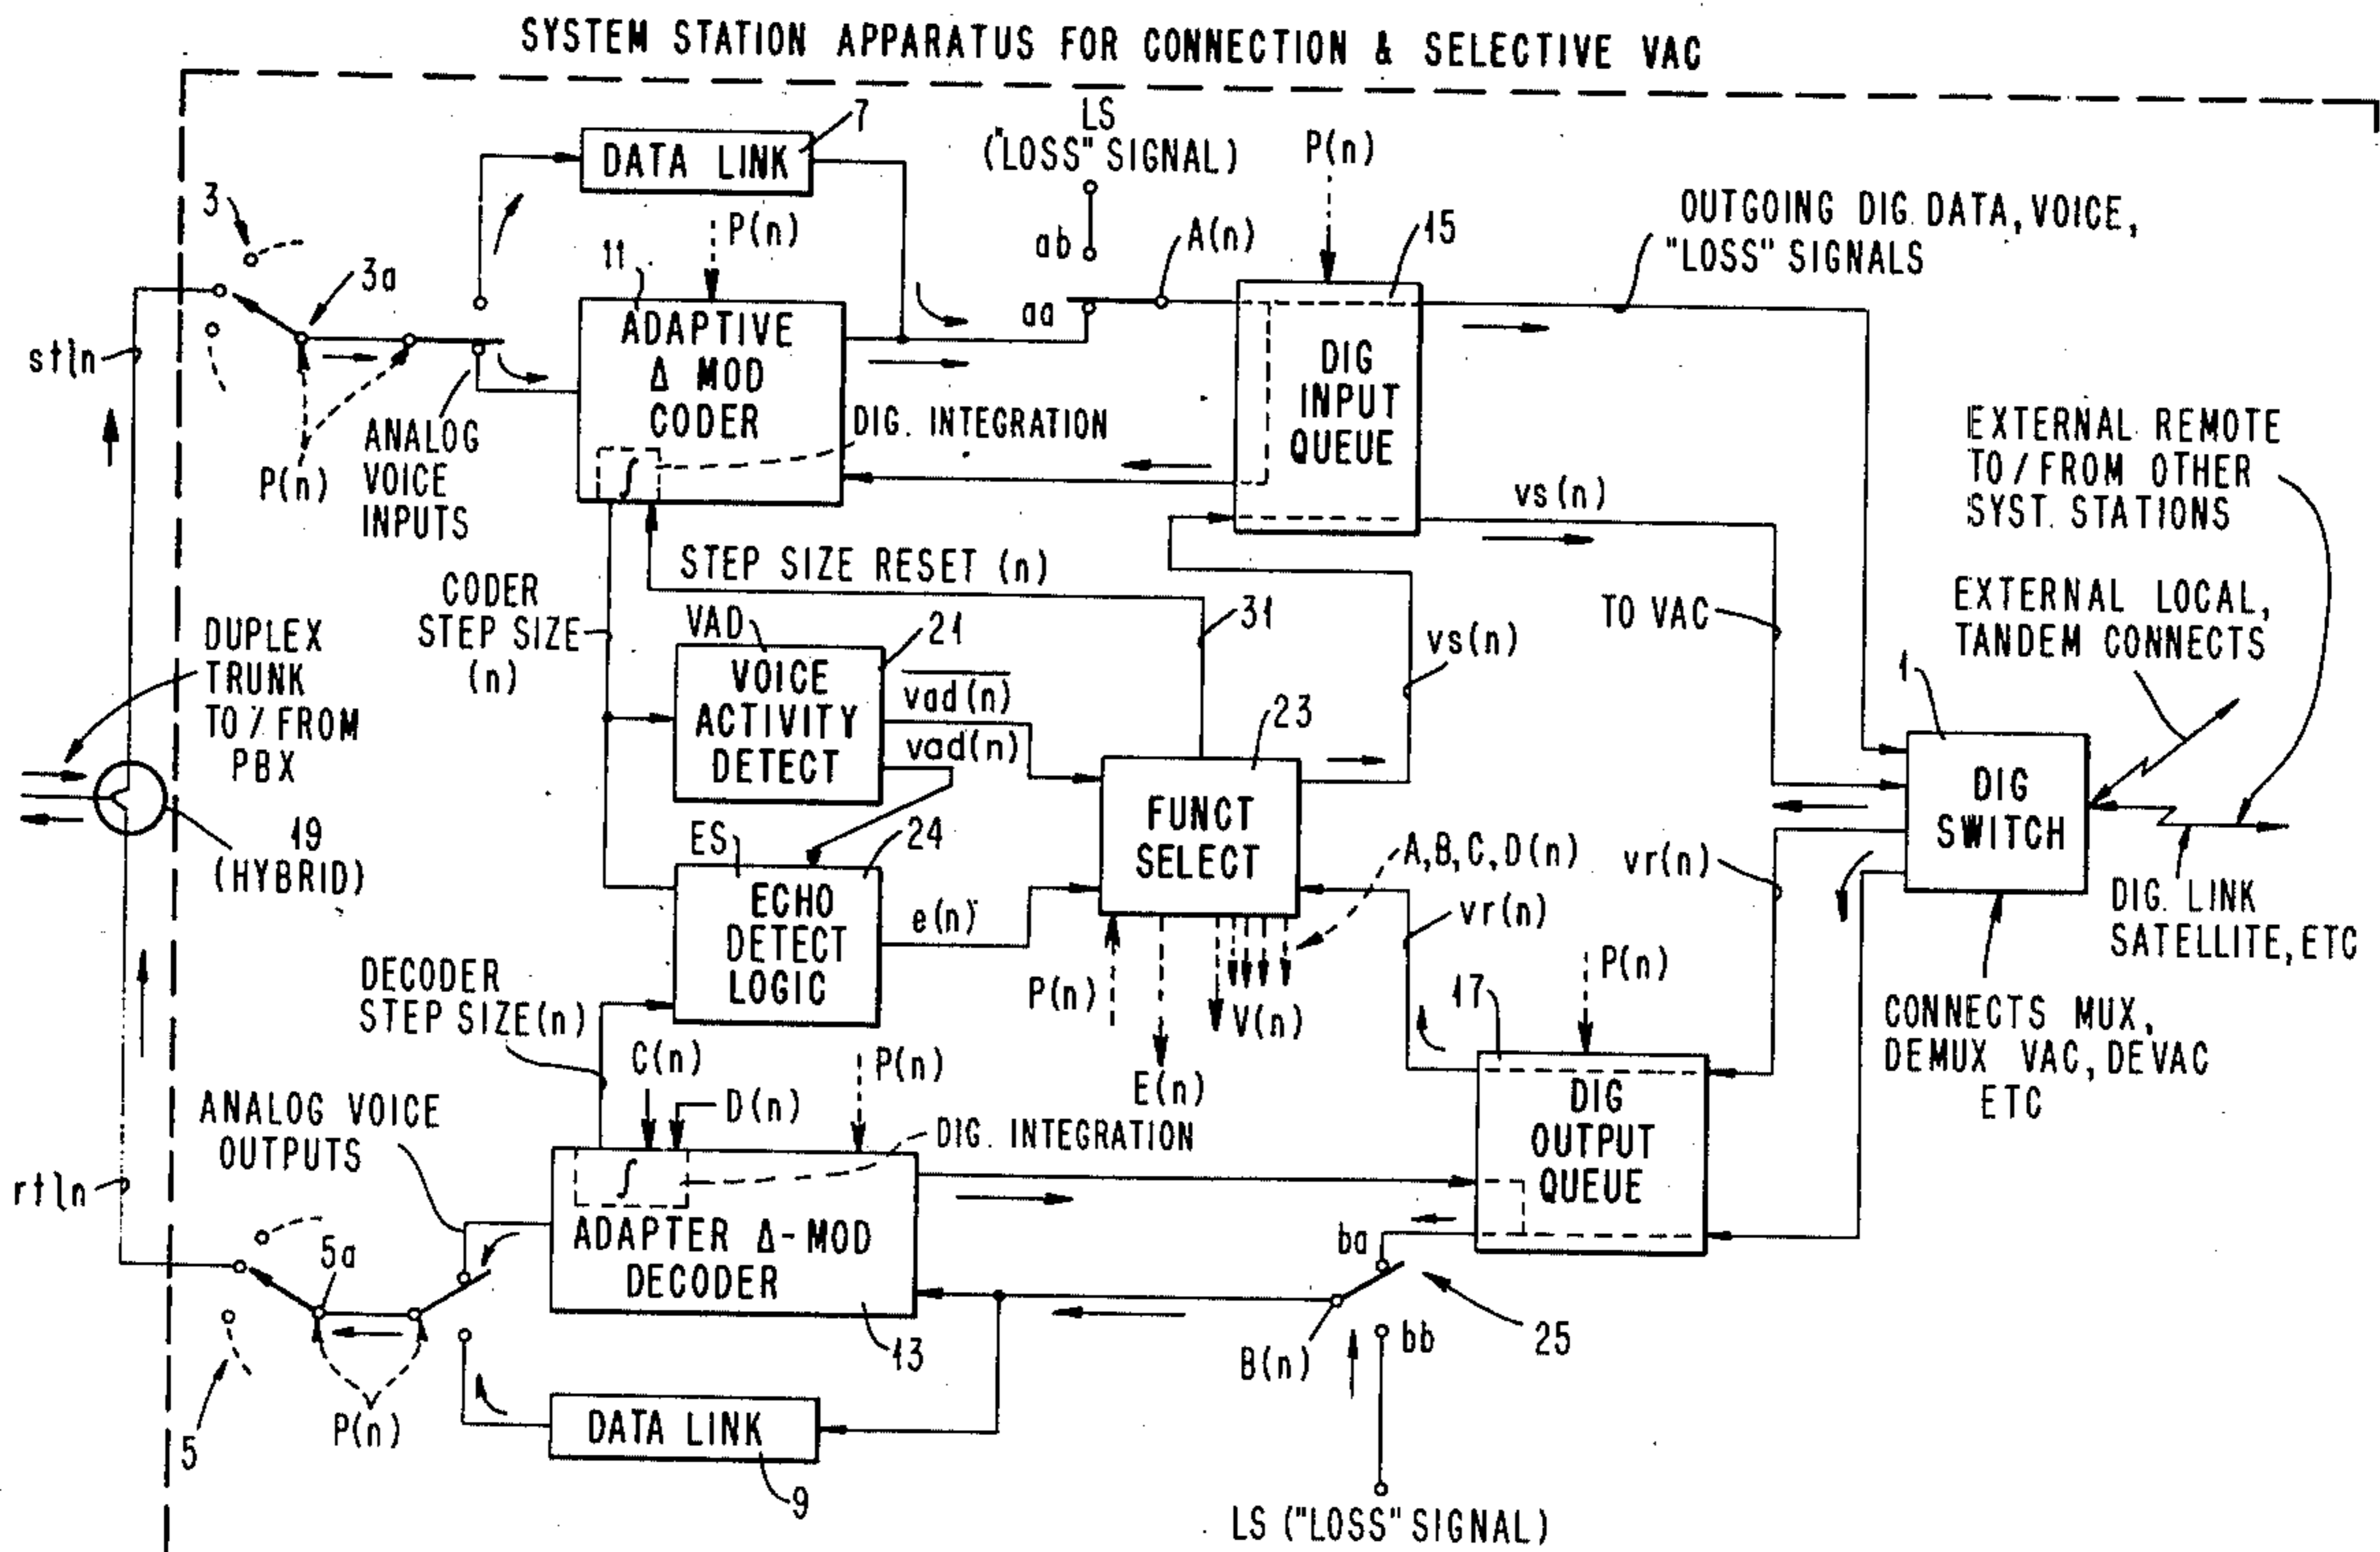 SYSTEM STATION APPARATUS FOR CONNECTION & SELECTIVE VAC
7
DATA LINK
LS
("LOSS" SIGNAL)
P(n)
3
3a
stln
P(n)
ANALOG
VOICE
INPUTS
11
P(n)
ADAPTIVE
Δ MOD
CODER
∫
DIG. INTEGRATION
ab
aa
A(n)
15
DIG
INPUT
QUEUE
OUTGOING DIG. DATA, VOICE,
"LOSS" SIGNALS
vs(n)
EXTERNAL REMOTE
TO/FROM OTHER
SYST. STATIONS
EXTERNAL LOCAL,
TANDEM CONNECTS
TO VAC
STEP SIZE RESET (n)
31
CODER
STEP SIZE
(n)
DUPLEX
TRUNK
TO/FROM
PBX
19
(HYBRID)
VAD
21
VOICE
ACTIVITY
DETECT
vad(n)
vad(n)
vs(n)
23
FUNCT
SELECT
1
DIG
SWITCH
ES
24
ECHO
DETECT
LOGIC
e(n)
A,B,C,D(n)
vr(n)
vr(n)
P(n)
E(n)
V(n)
DIG. LINK
SATELLITE, ETC
CONNECTS MUX,
DEMUX VAC, DEVAC
ETC
DECODER
STEP SIZE(n)
C(n)
D(n)
P(n)
DIG. INTEGRATION
17
P(n)
DIG
OUTPUT
QUEUE
ANALOG VOICE
OUTPUTS
rtln
5a
5
P(n)
∫
ADAPTER Δ-MOD
DECODER
13
ba
bb
B(n)
25
DATA LINK
9
LS ("LOSS" SIGNAL)